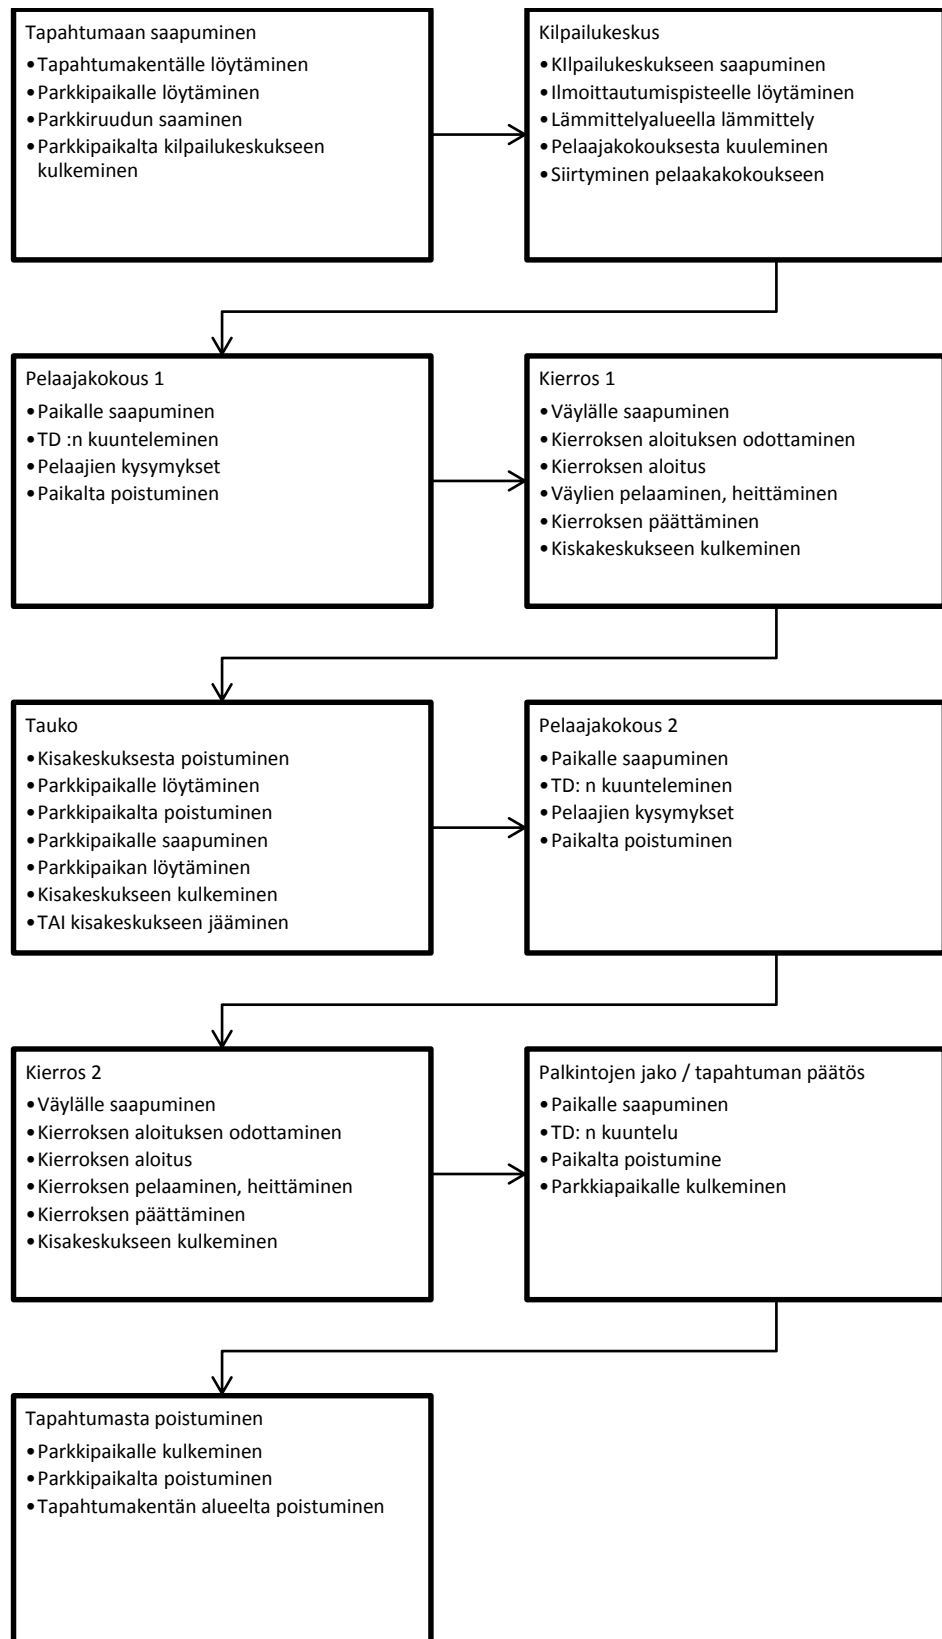 Tapahtumaan saapuminen
•Tapahtumakentälle löytäminen
•Parkkipaikalle löytäminen
•Parkkiruudun saaminen
•Parkkipaikalta kilpailukeskukseen
kulkeminen
Kilpailukeskus
•KIlpailukeskukseen saapuminen
•Ilmoittautumispisteelle löytäminen
•Lämmittelyalueella lämmittely
•Pelaajakokouksesta kuuleminen
•Siirtyminen pelaakakokoukseen
Pelaajakokous 1
•Paikalle saapuminen
•TD :n kuunteleminen
•Pelaajien kysymykset
•Paikalta poistuminen
Kierros 1
•Väylälle saapuminen
•Kierroksen aloituksen odottaminen
•Kierroksen aloitus
•Väylien pelaaminen, heittäminen
•Kierroksen päättäminen
•Kiskakeskukseen kulkeminen
Tauko
•Kisakeskuksesta poistuminen
•Parkkipaikalle löytäminen
•Parkkipaikalta poistuminen
•Parkkipaikalle saapuminen
•Parkkipaikan löytäminen
•Kisakeskukseen kulkeminen
•TAI kisakeskukseen jääminen
Pelaajakokous 2
•Paikalle saapuminen
•TD: n kuunteleminen
•Pelaajien kysymykset
•Paikalta poistuminen
Kierros 2
•Väylälle saapuminen
•Kierroksen aloituksen odottaminen
•Kierroksen aloitus
•Kierroksen pelaaminen, heittäminen
•Kierroksen päättäminen
•Kisakeskukseen kulkeminen
Palkintojen jako / tapahtuman päätös
•Paikalle saapuminen
•TD: n kuuntelu
•Paikalta poistumine
•Parkkiapaikalle kulkeminen
Tapahtumasta poistuminen
•Parkkipaikalle kulkeminen
•Parkkipaikalta poistuminen
•Tapahtumakentän alueelta poistuminen